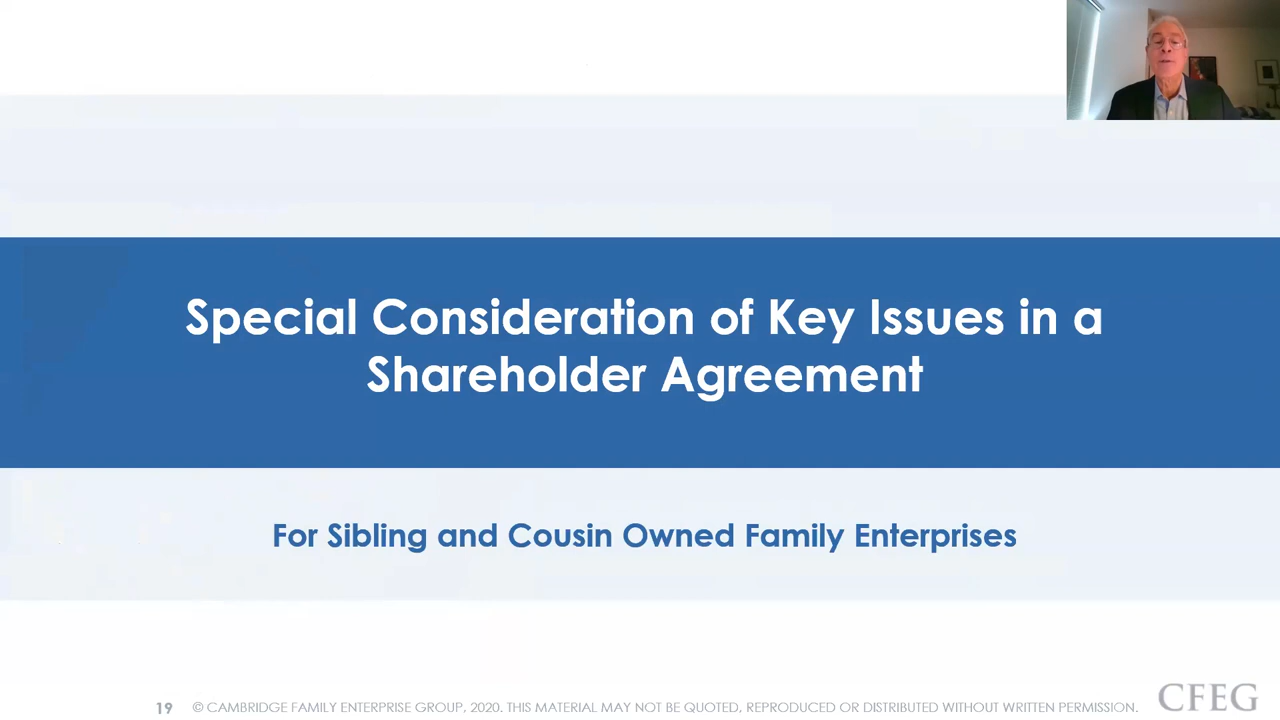 Special Consideration of Key Issues in a
Shareholder Agreement
For Sibling and Cousin Owned Family Enterprises
19 © CAMBRIDGE FAMILY ENTERPRISE GROUP, 2020. THIS MATERIAL MAY NOT BE QUOTED, REPRODUCED OR DISTRIBUTED WITHOUT WRITTEN PERMISSION.
CFEG